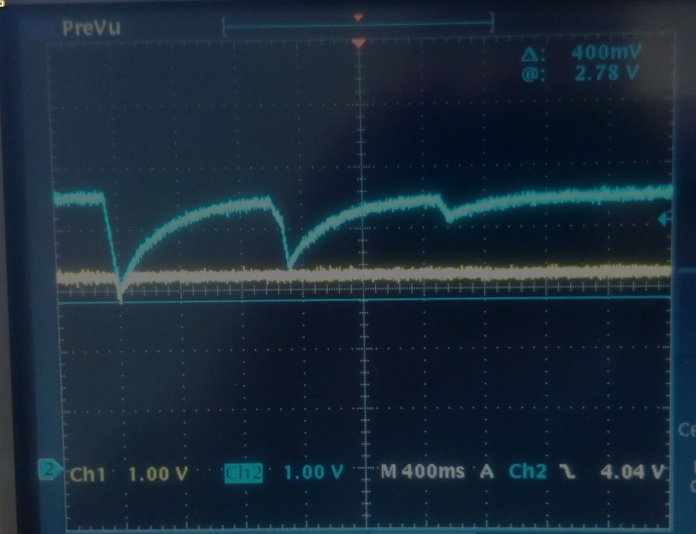 PreVu
Δ: 400mV
@: 2.78 V
2
Ch1 1.00 V Ch2 1.00 V M 400ms A Ch2 4.04 V